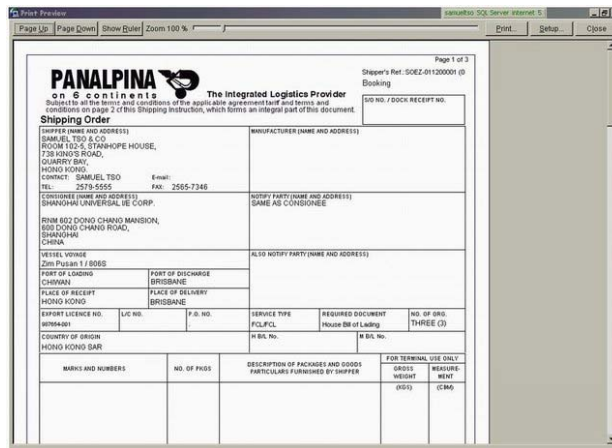 Print Preview
sanueltso SQL Server internet 5
Page Up Page Down Show Ruler Zoom 100 %
Print... Setup... Close
Page 1 of 3
PANALPINA
on 6 continents
The Integrated Logistics Provider
Shipper's Ref.:SOEZ-011200001 (0
Booking
Subject to all the terms and conditions of the applicable agreement tariff and terms and
conditions on page 2 of this Shipping Instruction, which forms an integral part of this document.
S/O NO. / DOCK RECEIPT NO.
Shipping Order
SHIPPER (NAME AND ADDRESS)
SAMUEL TSO & CO
ROOM 102-5, STANHOPE HOUSE,
738 KING'S ROAD,
QUARRY BAY,
HONG KONG.
CONTACT: SAMUEL TSO E-mail:
TEL: 2579-5555 FAX: 2565-7346
MANUFACTURER (NAME AND ADDRESS)
CONSIGNEE (NAME AND ADDRESS)
SHANGHAI UNIVERSAL I/E CORP.
RNM 602 DONG CHANG MANSION,
600 DONG CHANG ROAD,
SHANGHAI
CHINA
NOTIFY PARTY (NAME AND ADDRESS)
SAME AS CONSIGNEE
VESSEL VOYAGE
Zim Pusan 1 / 806S
ALSO NOTIFY PARTY (NAME AND ADDRESS)
PORT OF LOADING
CHIWAN
PORT OF DISCHARGE
BRISBANE
PLACE OF RECEIPT
HONG KONG
PLACE OF DELIVERY
BRISBANE
EXPORT LICENCE NO.
L/C NO.
P.O. NO.
SERVICE TYPE
FCL/FCL
REQUIRED DOCUMENT
House Bill of Lading
NO. OF ORG.
THREE (3)
COUNTRY OF ORIGIN
HONG KONG SAR
H B/L No.
M B/L No.
MARKS AND NUMBERS
NO. OF PKGS
DESCRIPTION OF PACKAGES AND GOODS
PARTICULARS FURNISHED BY SHIPPER
FOR TERMINAL USE ONLY
GROSS
WEIGHT
(KGS)
MEASURE-
MENT
(CBM)